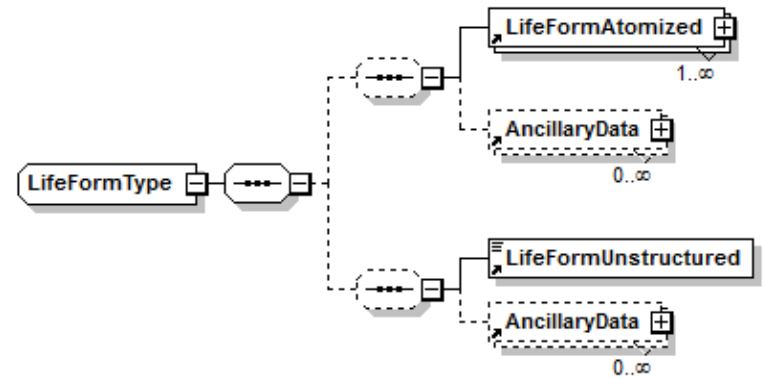 LifeFormAtomized
1..∞
AncillaryData
0..∞
LifeFormType
LifeFormUnstructured
AncillaryData
0..∞